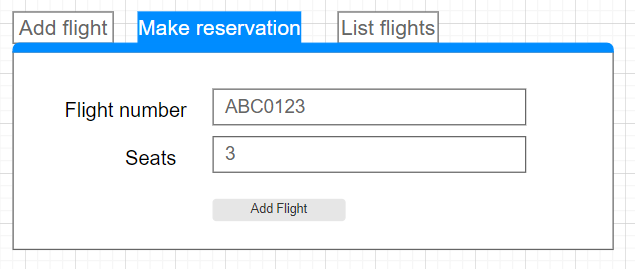 Add flight Make reservation List flights
Flight number ABC0123
Seats 3
Add Flight